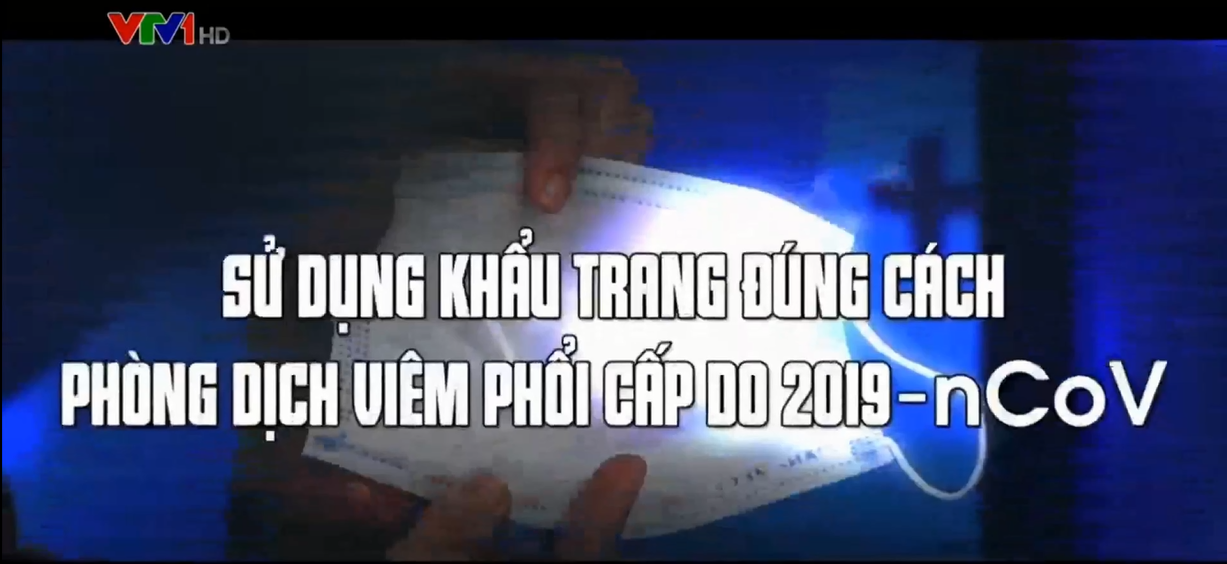 VTV1 HD
SỬ DỤNG KHẨU TRANG ĐÚNG CÁCH
PHÒNG DỊCH VIÊM PHỔI CẤP DO 2019-nCoV